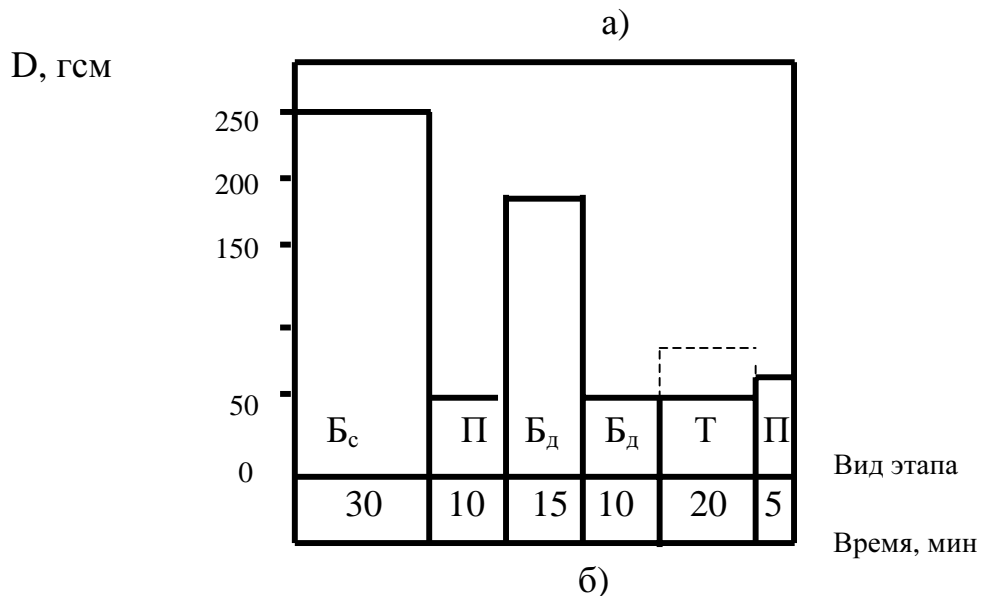 а)
D, гсм
250
200
150
50
0
Бс П Бд Бд Т П
Вид этапа
30 10 15 10 20 5
Время, мин
б)